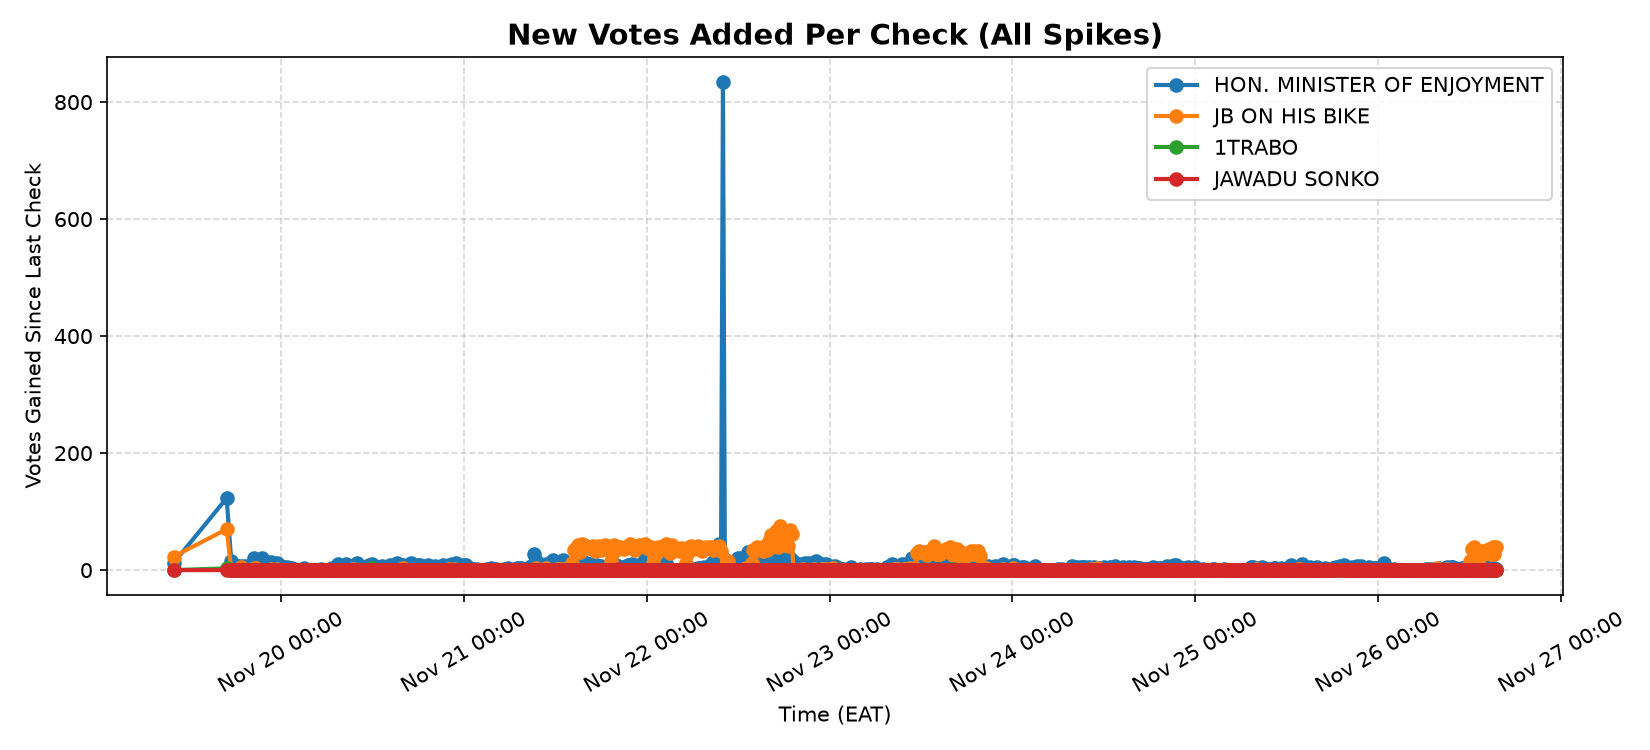 New Votes Added Per Check (All Spikes)
HON. MINISTER OF ENJOYMENT
JB ON HIS BIKE
1TRABO
JAWADU SONKO
Votes Gained Since Last Check
800
600
400
200
0
Nov 20 00:00
Nov 21 00:00
Nov 22 00:00
Nov 23 00:00
Nov 24 00:00
Nov 25 00:00
Nov 26 00:00
Nov 27 00:00
Time (EAT)